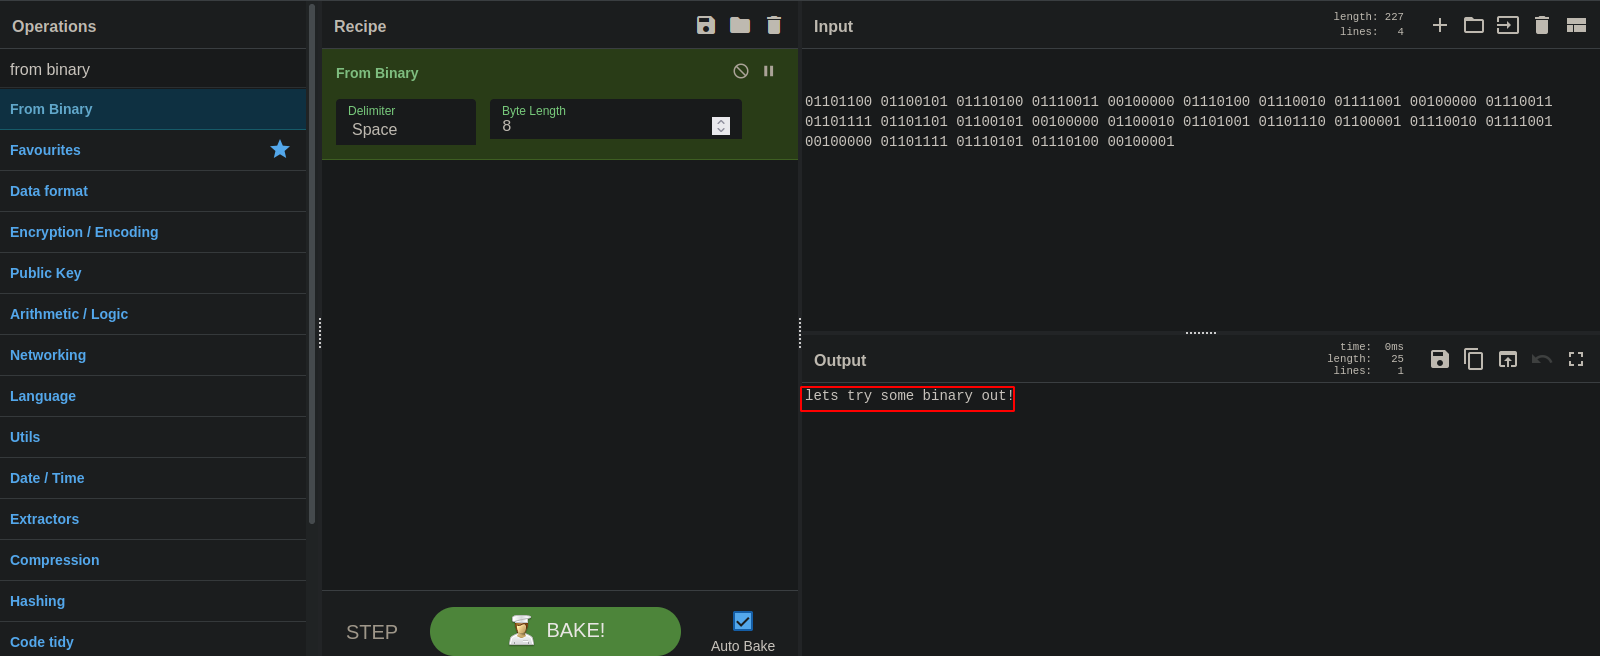 Operations
from binary
From Binary
Favourites
Data format
Encryption / Encoding
Public Key
Arithmetic / Logic
Networking
Language
Utils
Date / Time
Extractors
Compression
Hashing
Code tidy
Recipe
From Binary
Delimiter
Space
Byte Length
8
STEP
BAKE!
Auto Bake
Input
length: 227
lines: 4
01101100 01100101 01110100 01110011 00100000 01110100 01110010 01111001 00100000 01110011
01101111 01101101 01100101 00100000 01100010 01101001 01101110 01100001 01110010 01111001
00100000 01101111 01110101 01110100 00100001
Output
time: 0ms
length: 25
lines: 1
lets try some binary out!